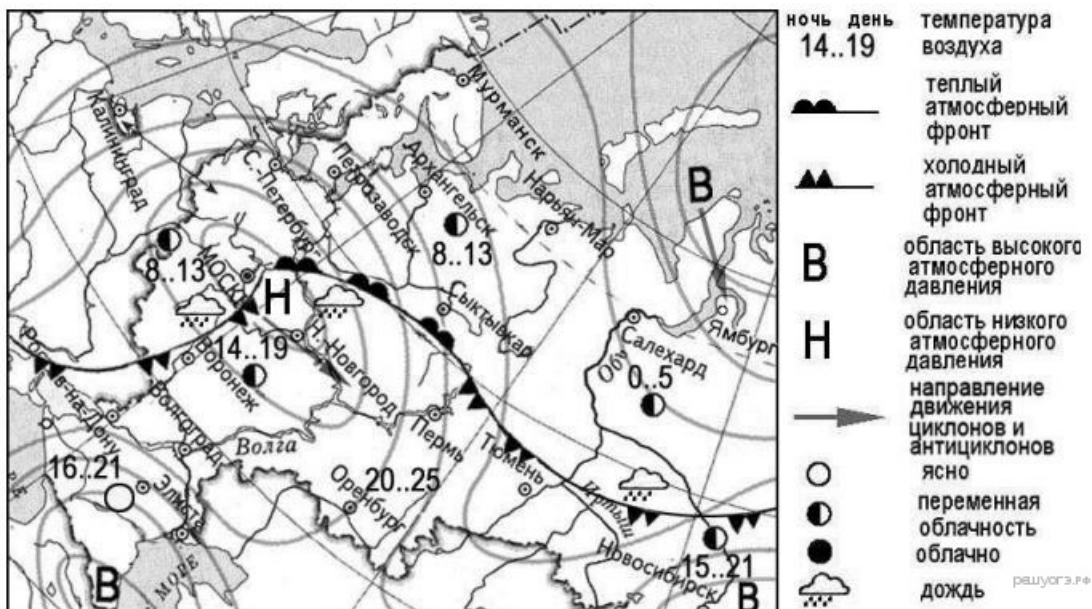 Мурманск
Калининград
С.-Петербург
Петрозаводск
Архангельск
Нарьян-Мар
В
8..13
8..13
МОСКВА
Н
Сыктывкар
Салехард
Ямбург
Обь
0..5
14..19
Воронеж
Н.-Новгород
Ростов-на-Дону
Волгоград
Волга
Пермь
Тюмень
16..21
Элиста
Оренбург
20..25
Иртыш
Новосибирск
15..21
МОРЕ
В
В
ночь день
14..19
температура
воздуха
теплый
атмосферный
фронт
холодный
атмосферный
фронт
В
область высокого
атмосферного
давления
Н
область низкого
атмосферного
давления
направление
движения
циклонов и
антициклонов
ясно
переменная
облачность
облачно
дождь
решуогэ.рф